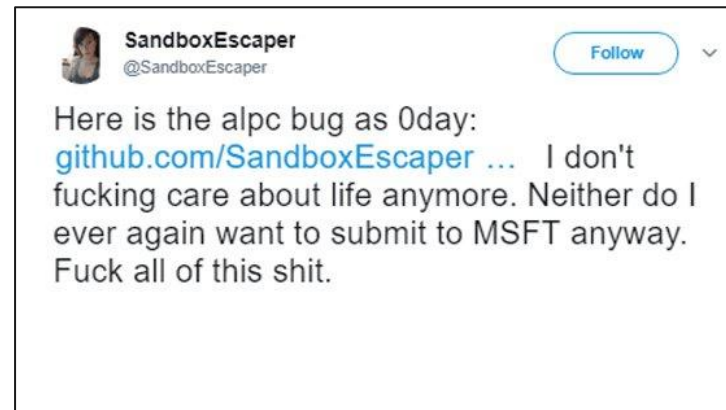 SandboxEscaper
@SandboxEscaper
Follow
Here is the alpc bug as 0day:
github.com/SandboxEscaper ... I don't
fucking care about life anymore. Neither do I
ever again want to submit to MSFT anyway.
Fuck all of this shit.